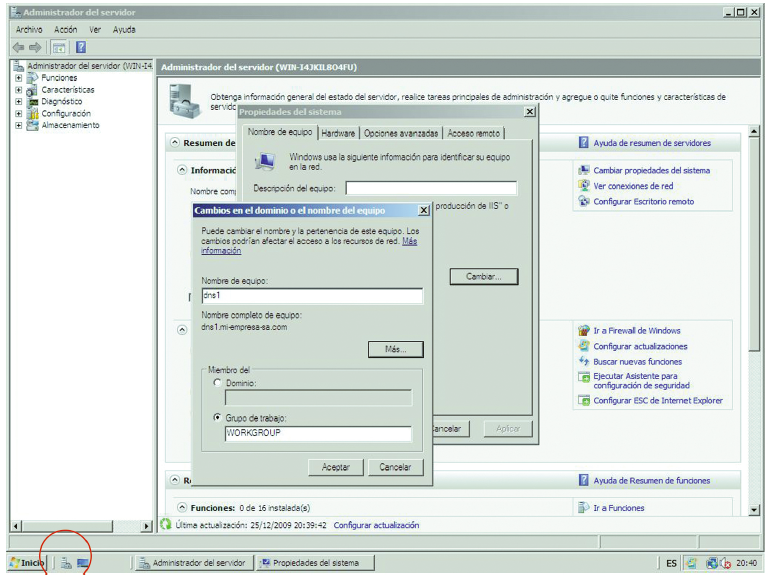 Administrador del servidor
Archivo Acción Ver Ayuda
Administrador del servidor (WIN-I4
Funciones
Características
Diagnóstico
Configuración
Almacenamiento
Administrador del servidor (WIN-I4JKIL8O4FU)
Obtenga información general del estado del servidor, realice tareas principales de administración y agregue o quite funciones y características de
servido
Resumen de
Ayuda de resumen de servidores
Informació
Nombre comp
Cambiar propiedades del sistema
Ver conexiones de red
Configurar Escritorio remoto
Ir a Firewall de Windows
Configurar actualizaciones
Buscar nuevas funciones
Ejecutar Asistente para
configuración de seguridad
Configurar ESC de Internet Explorer
Ayuda de Resumen de funciones
Funciones: 0 de 16 instalada(s)
Ir a Funciones
Última actualización: 25/12/2009 20:39:42 Configurar actualización
Propiedades del sistema
Nombre de equipo Hardware Opciones avanzadas Acceso remoto
Windows usa la siguiente información para identificar su equipo
en la red.
Descripción del equipo:
producción de IIS" o
Cambiar...
ancelar Aplicar
Cambios en el dominio o el nombre del equipo
Puede cambiar el nombre y la pertenencia de este equipo. Los
cambios podrían afectar el acceso a los recursos de red. Más
información
Nombre de equipo:
dns1
Nombre completo de equipo:
dns1.mi-empresa-sa.com
Más...
Miembro del
Dominio:
Grupo de trabajo:
WORKGROUP
Aceptar Cancelar
Inicio Administrador del servidor Propiedades del sistema ES 20:40